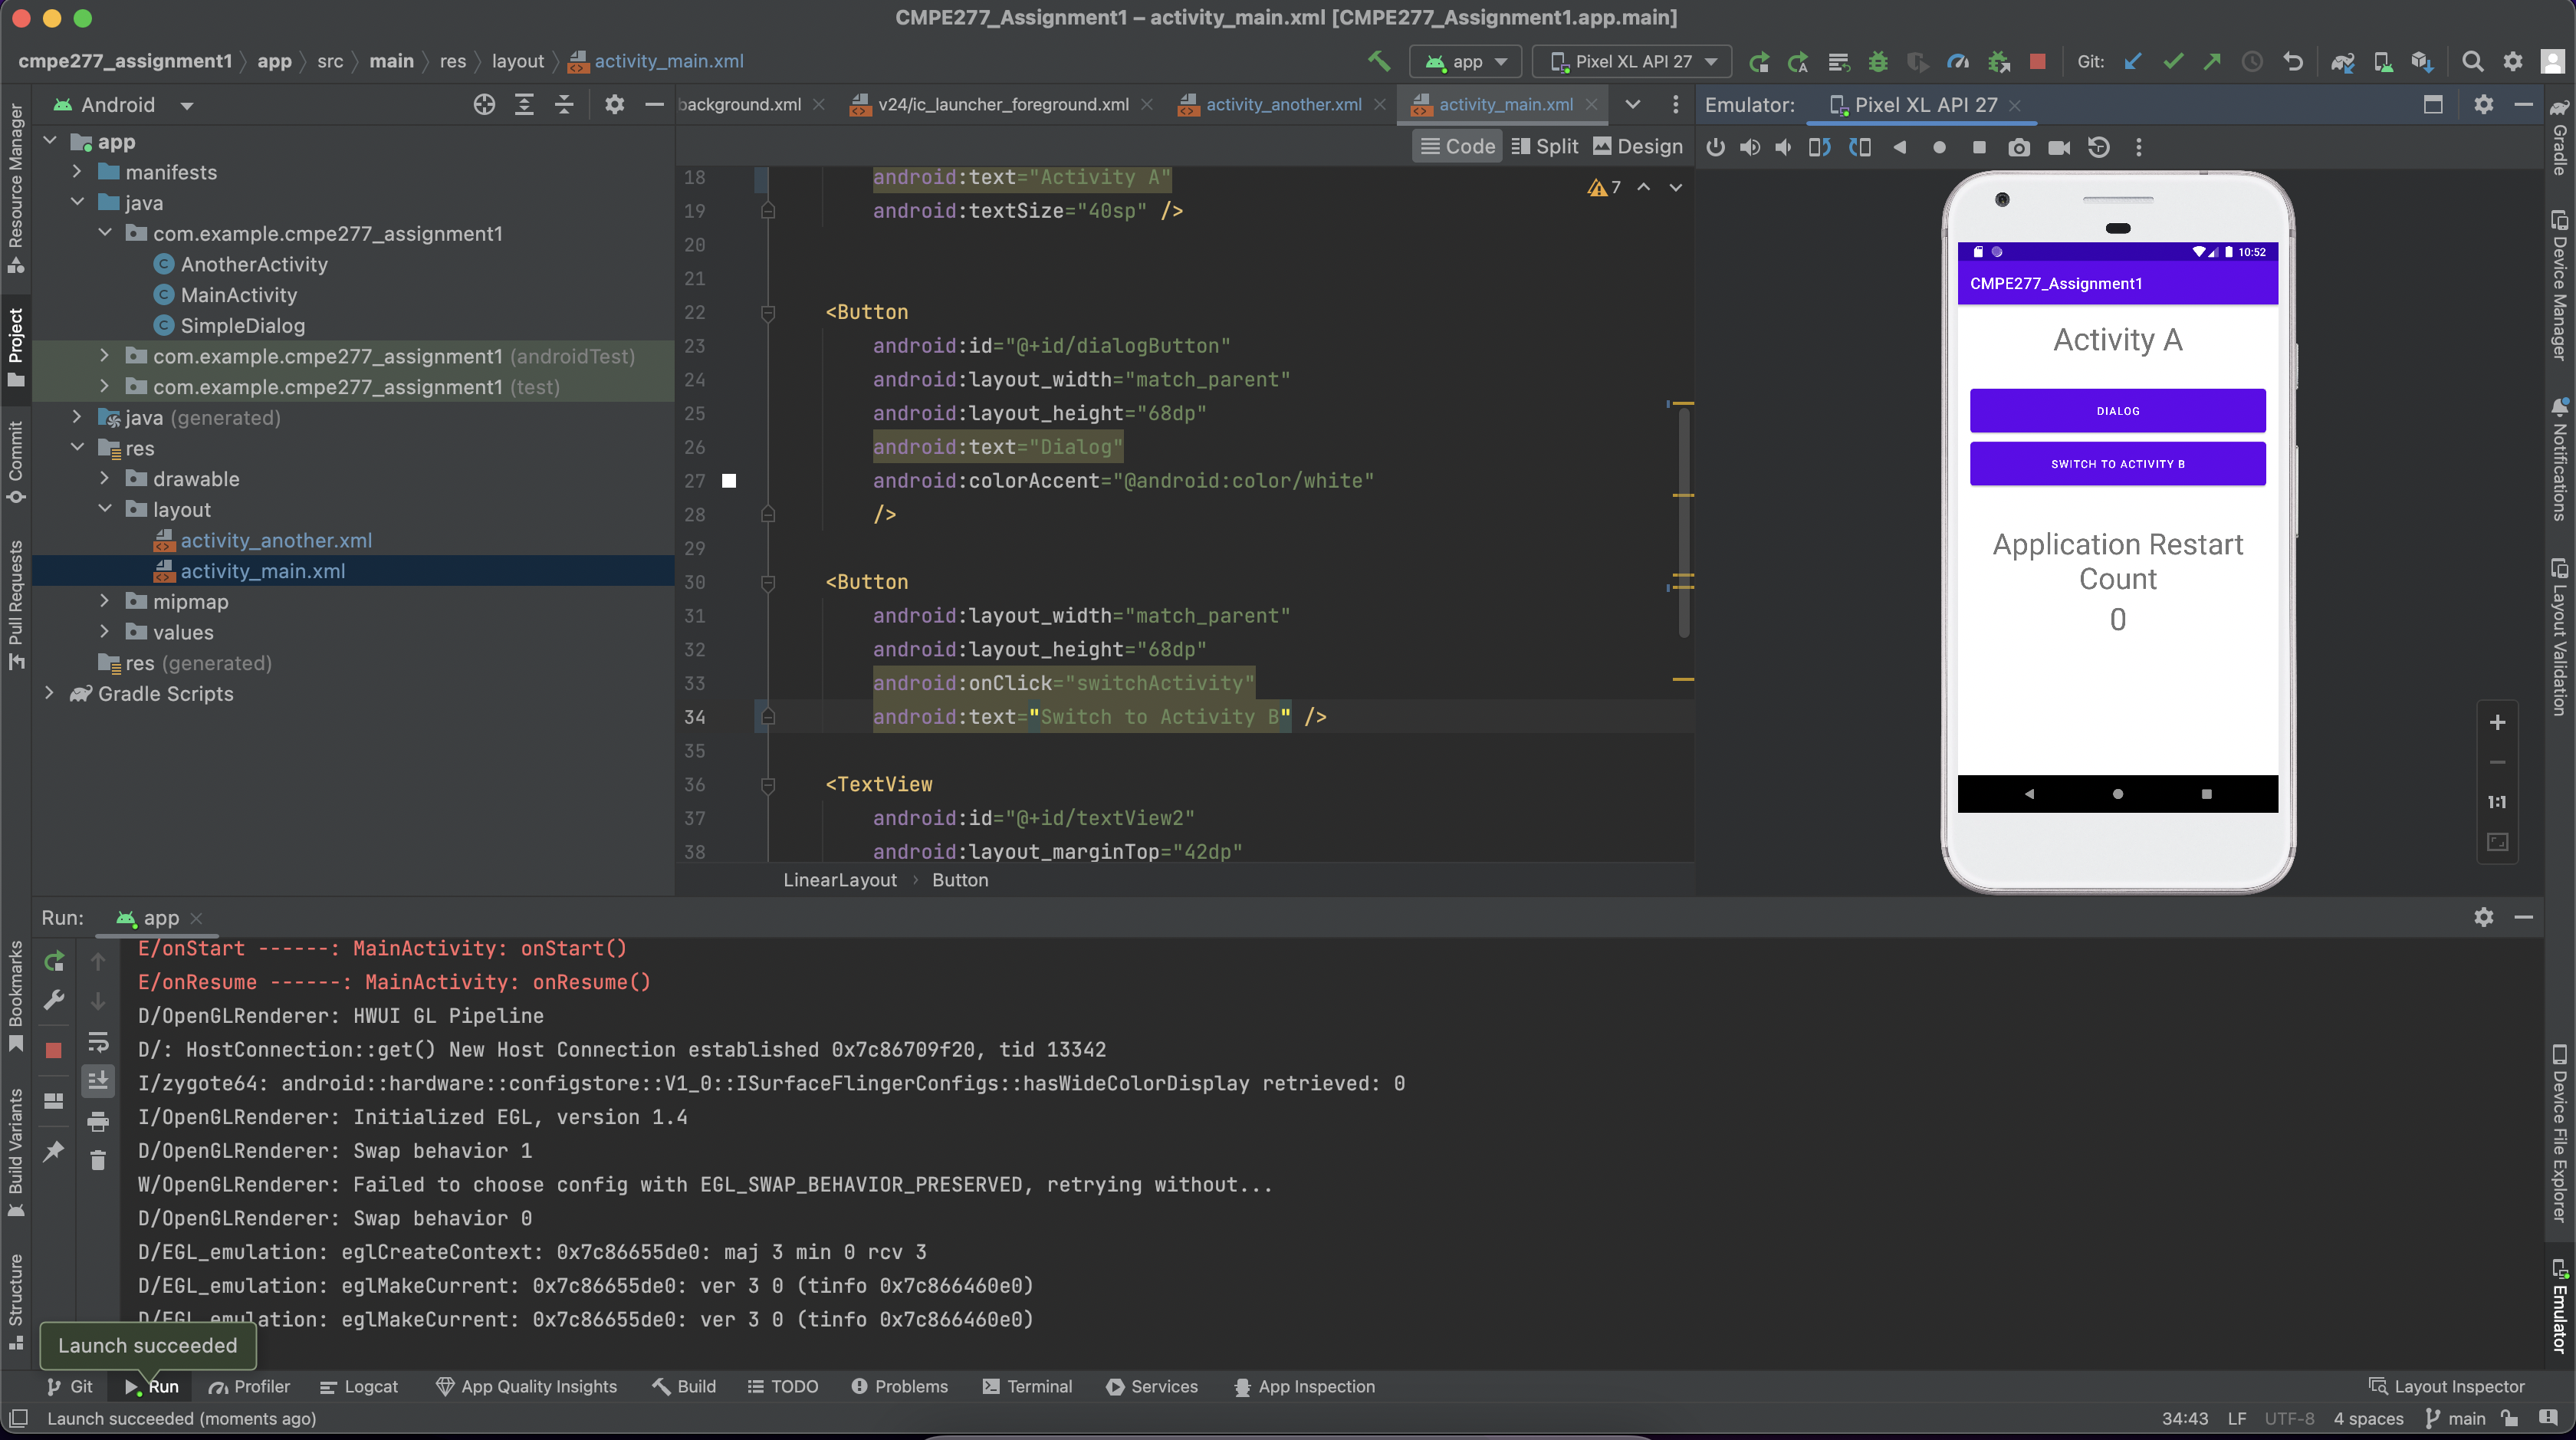 CMPE277_Assignment1 – activity_main.xml [CMPE277_Assignment1.app.main]
cmpe277_assignment1 app src main res layout activity_main.xml
app Pixel XL API 27 Git:
Resource Manager
Project
Commit
Pull Requests
Bookmarks
Build Variants
Structure
Android
app
manifests
java
com.example.cmpe277_assignment1
AnotherActivity
MainActivity
SimpleDialog
com.example.cmpe277_assignment1 (androidTest)
com.example.cmpe277_assignment1 (test)
java (generated)
res
drawable
layout
activity_another.xml
activity_main.xml
mipmap
values
res (generated)
Gradle Scripts
background.xml v24/ic_launcher_foreground.xml activity_another.xml activity_main.xml
Code Split Design
7
18 android:text="Activity A"
19 android:textSize="40sp" />
20
21
22 <Button
23 android:id="@+id/dialogButton"
24 android:layout_width="match_parent"
25 android:layout_height="68dp"
26 android:text="Dialog"
27 android:colorAccent="@android:color/white"
28 />
29
30 <Button
31 android:layout_width="match_parent"
32 android:layout_height="68dp"
33 android:onClick="switchActivity"
34 android:text="Switch to Activity B" />
35
36 <TextView
37 android:id="@+id/textView2"
38 android:layout_marginTop="42dp"
LinearLayout › Button
Emulator: Pixel XL API 27
10:52
CMPE277_Assignment1
Activity A
DIALOG
SWITCH TO ACTIVITY B
Application Restart
Count
0
1:1
Gradle
Device Manager
Notifications
Layout Validation
Device File Explorer
Emulator
Run: app
E/onStart ------: MainActivity: onStart()
E/onResume ------: MainActivity: onResume()
D/OpenGLRenderer: HWUI GL Pipeline
D/: HostConnection::get() New Host Connection established 0x7c86709f20, tid 13342
I/zygote64: android::hardware::configstore::V1_0::ISurfaceFlingerConfigs::hasWideColorDisplay retrieved: 0
I/OpenGLRenderer: Initialized EGL, version 1.4
D/OpenGLRenderer: Swap behavior 1
W/OpenGLRenderer: Failed to choose config with EGL_SWAP_BEHAVIOR_PRESERVED, retrying without...
D/OpenGLRenderer: Swap behavior 0
D/EGL_emulation: eglCreateContext: 0x7c86655de0: maj 3 min 0 rcv 3
D/EGL_emulation: eglMakeCurrent: 0x7c86655de0: ver 3 0 (tinfo 0x7c866460e0)
D/EGL_emulation: eglMakeCurrent: 0x7c86655de0: ver 3 0 (tinfo 0x7c866460e0)
Launch succeeded
Git Run Profiler Logcat App Quality Insights Build TODO Problems Terminal Services App Inspection Layout Inspector
Launch succeeded (moments ago) 34:43 LF UTF-8 4 spaces main